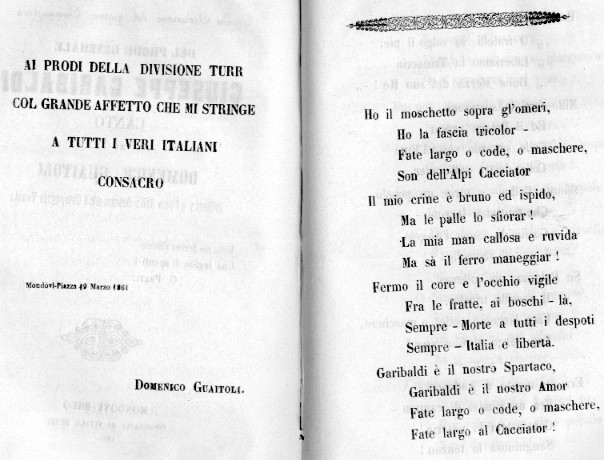 AI PRODI DELLA DIVISIONE TURR
COL GRANDE AFFETTO CHE MI STRINGE
A TUTTI I VERI ITALIANI
CONSACRO
Mondovì-Piazza 19 Marzo 1861
DOMENICO GUAITOLI.
Ho il moschetto sopra gl'omeri,
Ho la fascia tricolor -
Fate largo o code, o maschere,
Son dell'Alpi Cacciator
Il mio crine è bruno ed ispido,
Ma le palle lo sfiorar!
La mia man callosa e ruvida
Ma sà il ferro maneggiar!
Fermo il core e l'occhio vigile
Fra le fratte, ai boschi - là,
Sempre - Morte a tutti i despoti
Sempre - Italia e libertà.
Garibaldi è il nostro Spartaco,
Garibaldi è il nostro Amor
Fate largo o code, o maschere,
Fate largo al Cacciator!